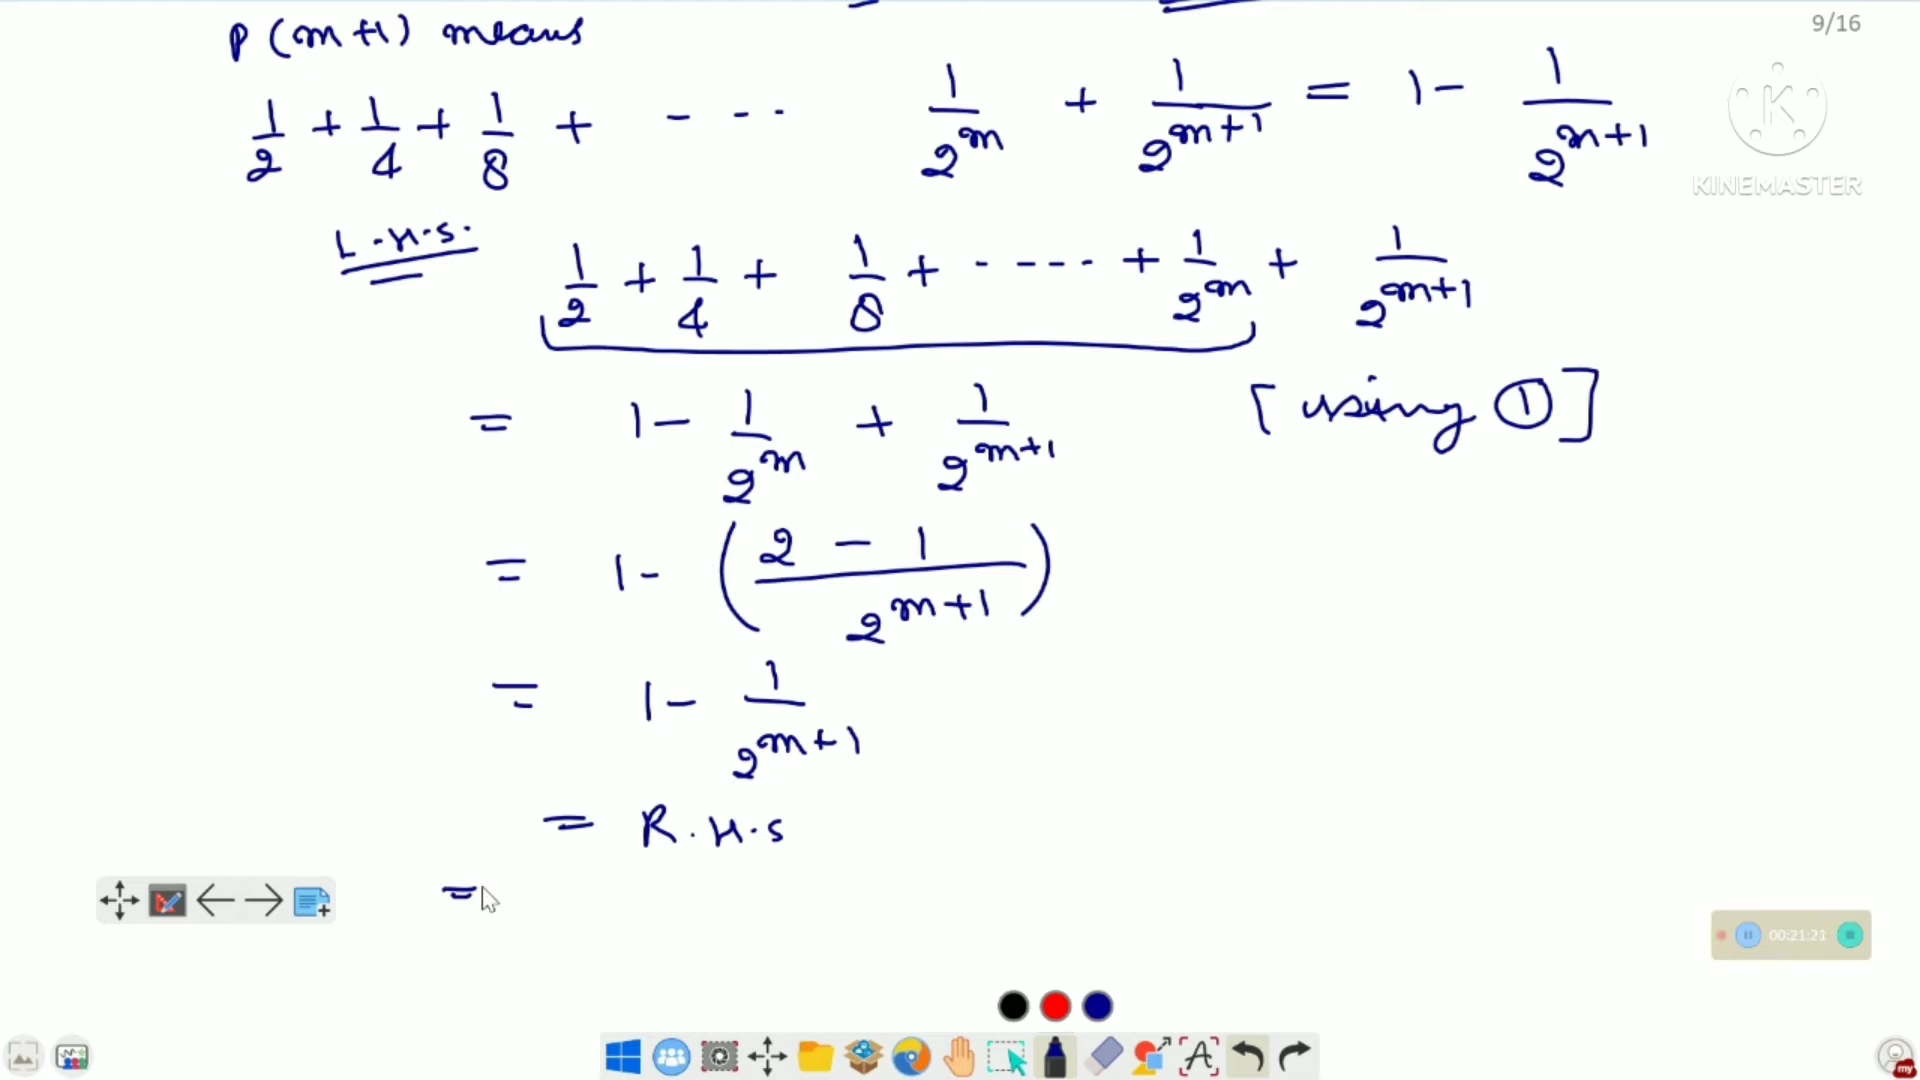 P(m+1) means
9/16
1/2 + 1/4 + 1/8 + - - - 1/2^m + 1/2^(m+1) = 1 - 1/2^(m+1)
KINEMASTER
L.H.S. 1/2 + 1/4 + 1/8 + - - - - - + 1/2^m + 1/2^(m+1)
= 1 - 1/2^m + 1/2^(m+1) [using ①]
= 1 - ((2 - 1)/2^(m+1))
= 1 - 1/2^(m+1)
= R.H.S
=
00:21:21
my